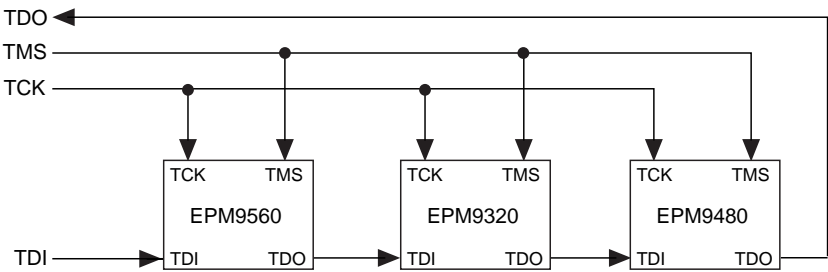 TDO
TMS
TCK
TCK TMS
EPM9560
TDI TDO
TCK TMS
EPM9320
TDI TDO
TCK TMS
EPM9480
TDI TDO
TDI